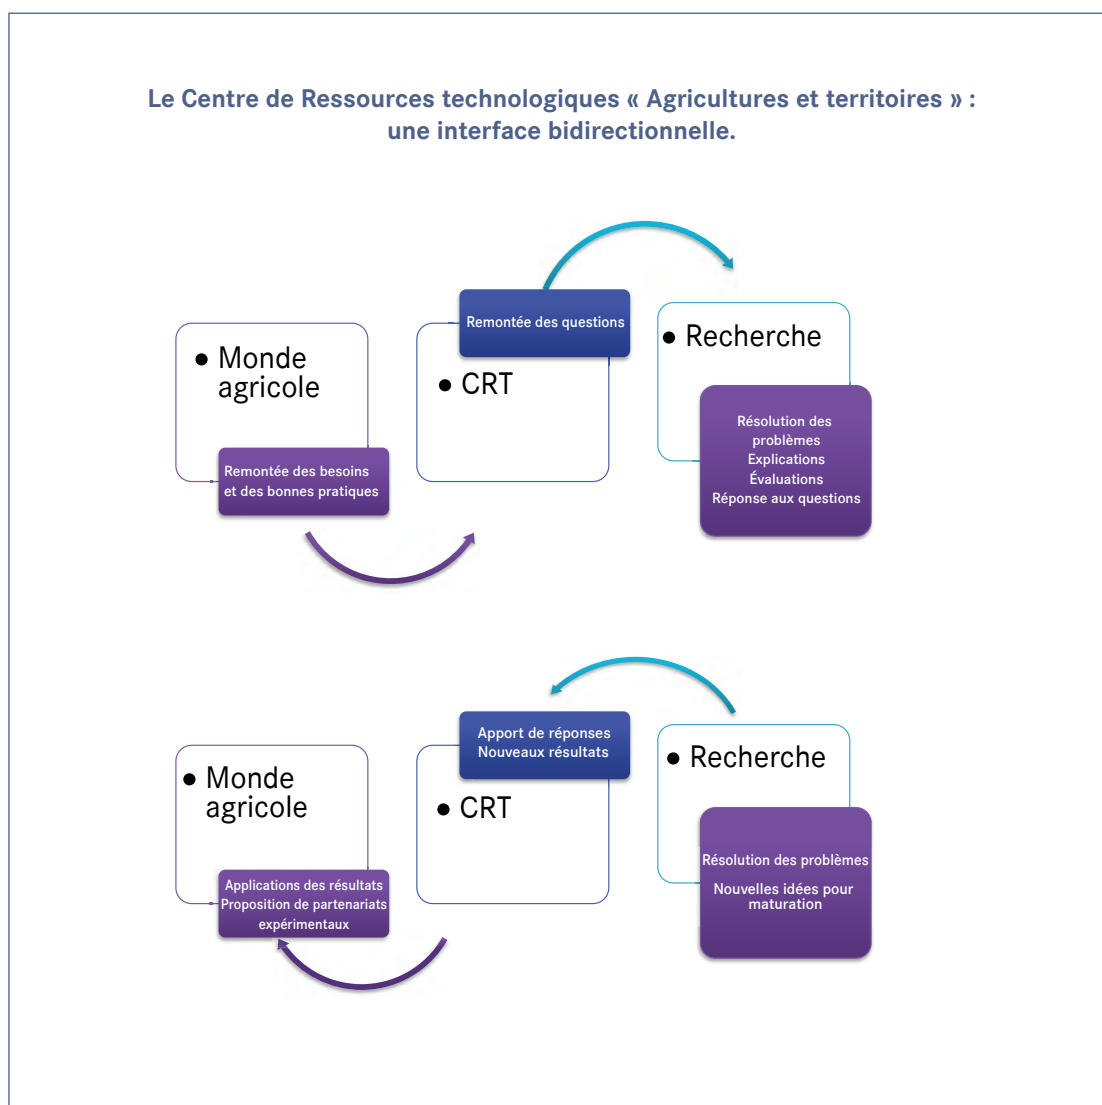 Le Centre de Ressources technologiques « Agricultures et territoires » :
une interface bidirectionnelle.
• Monde
agricole
Remontée des besoins
et des bonnes pratiques
Remontée des questions
• CRT
• Recherche
Résolution des
problèmes
Explications
Évaluations
Réponse aux questions
• Monde
agricole
Applications des résultats
Proposition de partenariats
expérimentaux
Apport de réponses
Nouveaux résultats
• CRT
• Recherche
Résolution des problèmes
Nouvelles idées pour
maturation